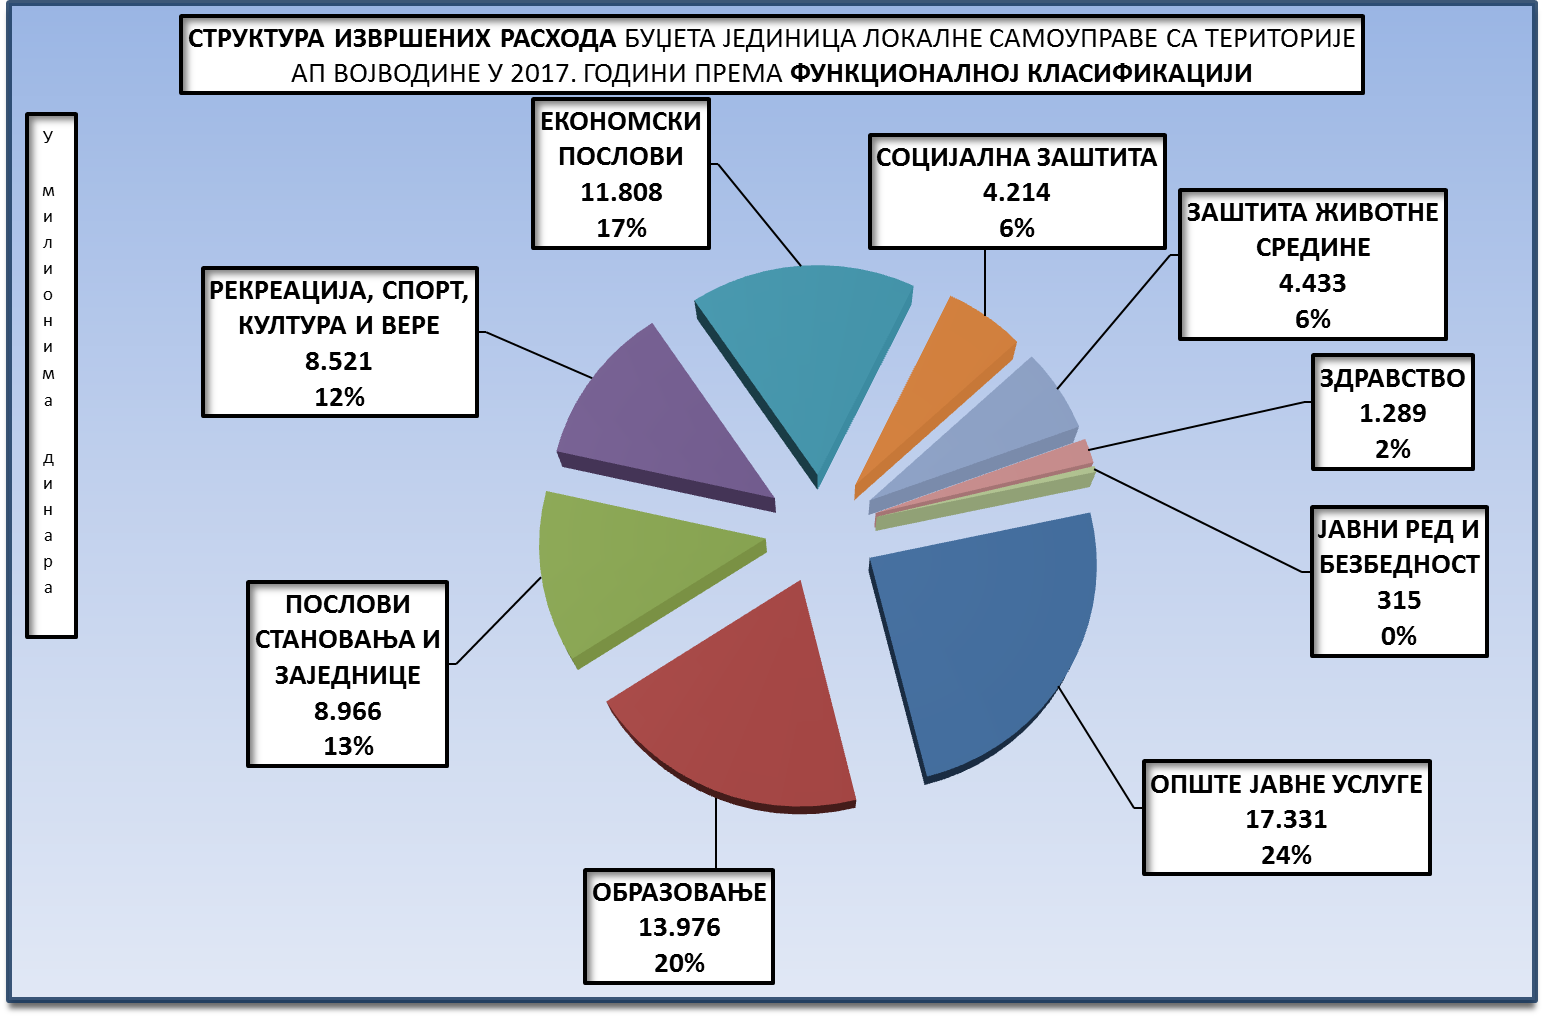 СТРУКТУРА ИЗВРШЕНИХ РАСХОДА БУЏЕТА ЈЕДИНИЦА ЛОКАЛНЕ САМОУПРАВЕ СА ТЕРИТОРИЈЕ
АП ВОЈВОДИНЕ У 2017. ГОДИНИ ПРЕМА ФУНКЦИОНАЛНОЈ КЛАСИФИКАЦИЈИ
У милионима динара
ЕКОНОМСКИ
ПОСЛОВИ
11.808
17%
СОЦИЈАЛНА ЗАШТИТА
4.214
6%
ЗАШТИТА ЖИВОТНЕ
СРЕДИНЕ
4.433
6%
РЕКРЕАЦИЈА, СПОРТ,
КУЛТУРА И ВЕРЕ
8.521
12%
ЗДРАВСТВО
1.289
2%
ЈАВНИ РЕД И
БЕЗБЕДНОСТ
315
0%
ПОСЛОВИ
СТАНОВАЊА И
ЗАЈЕДНИЦЕ
8.966
13%
ОПШТЕ ЈАВНЕ УСЛУГЕ
17.331
24%
ОБРАЗОВАЊЕ
13.976
20%